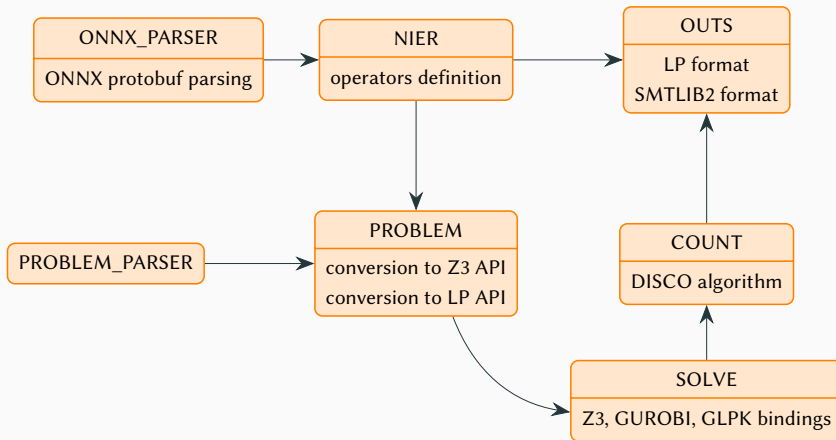 ONNX_PARSER
ONNX protobuf parsing
NIER
operators definition
OUTS
LP format
SMTLIB2 format
PROBLEM_PARSER
PROBLEM
conversion to Z3 API
conversion to LP API
COUNT
DISCO algorithm
SOLVE
Z3, GUROBI, GLPK bindings